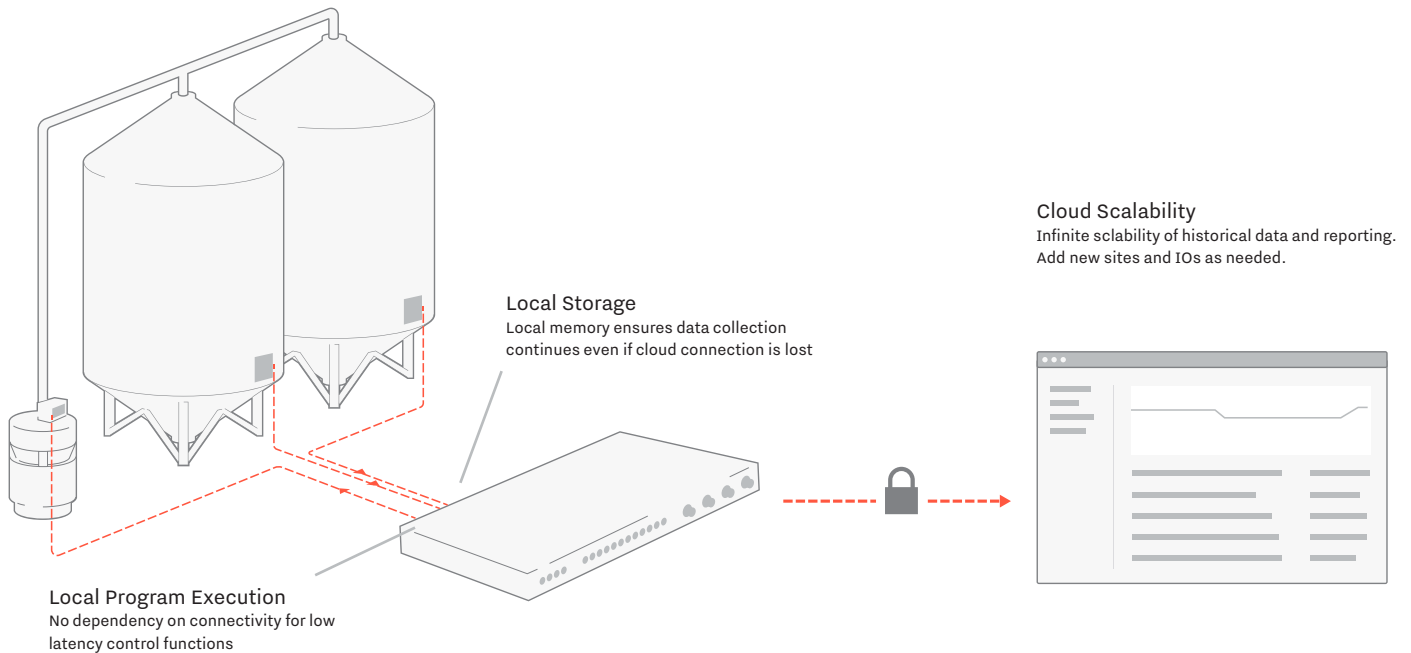 Cloud Scalability
Infinite sclability of historical data and reporting.
Add new sites and IOs as needed.
Local Storage
Local memory ensures data collection
continues even if cloud connection is lost
Local Program Execution
No dependency on connectivity for low
latency control functions